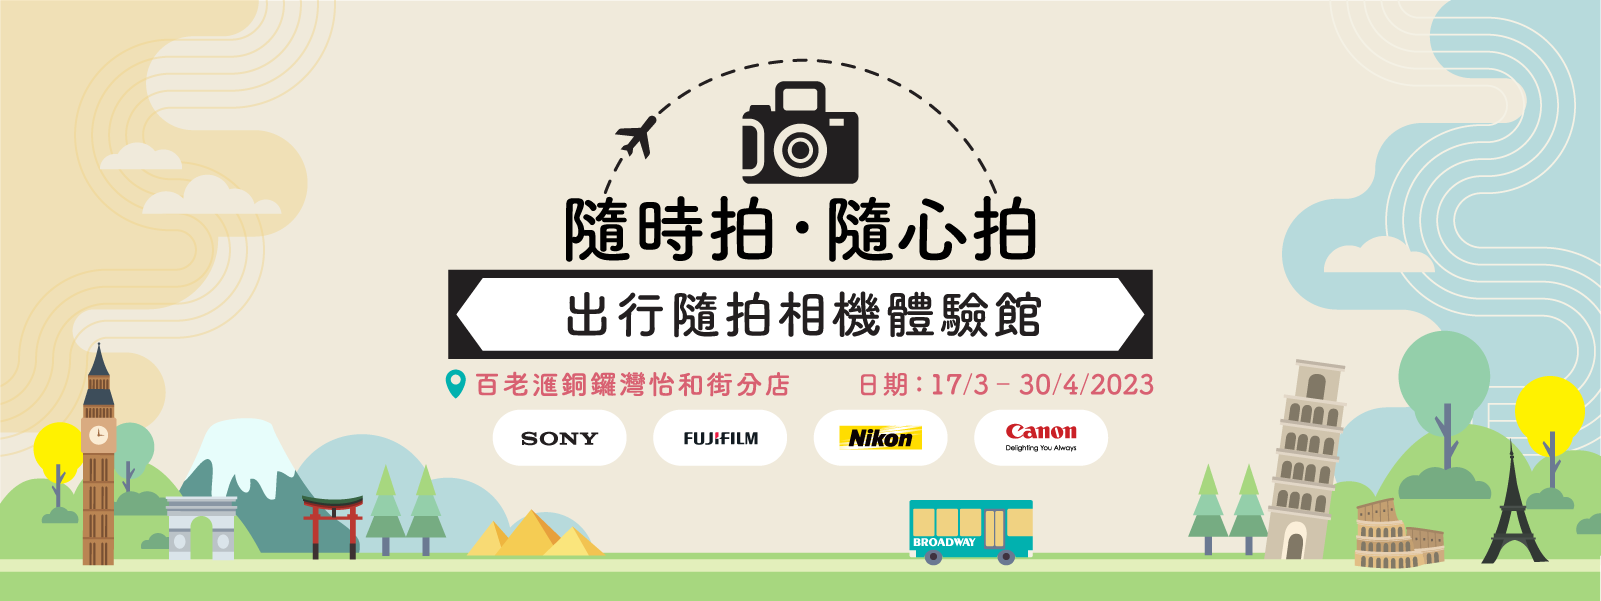 隨時拍·隨心拍
出行隨拍相機體驗館
百老滙銅鑼灣怡和街分店 日期：17/3 – 30/4/2023
SONY FUJIFILM Nikon Canon
Delighting You Always
BROADWAY